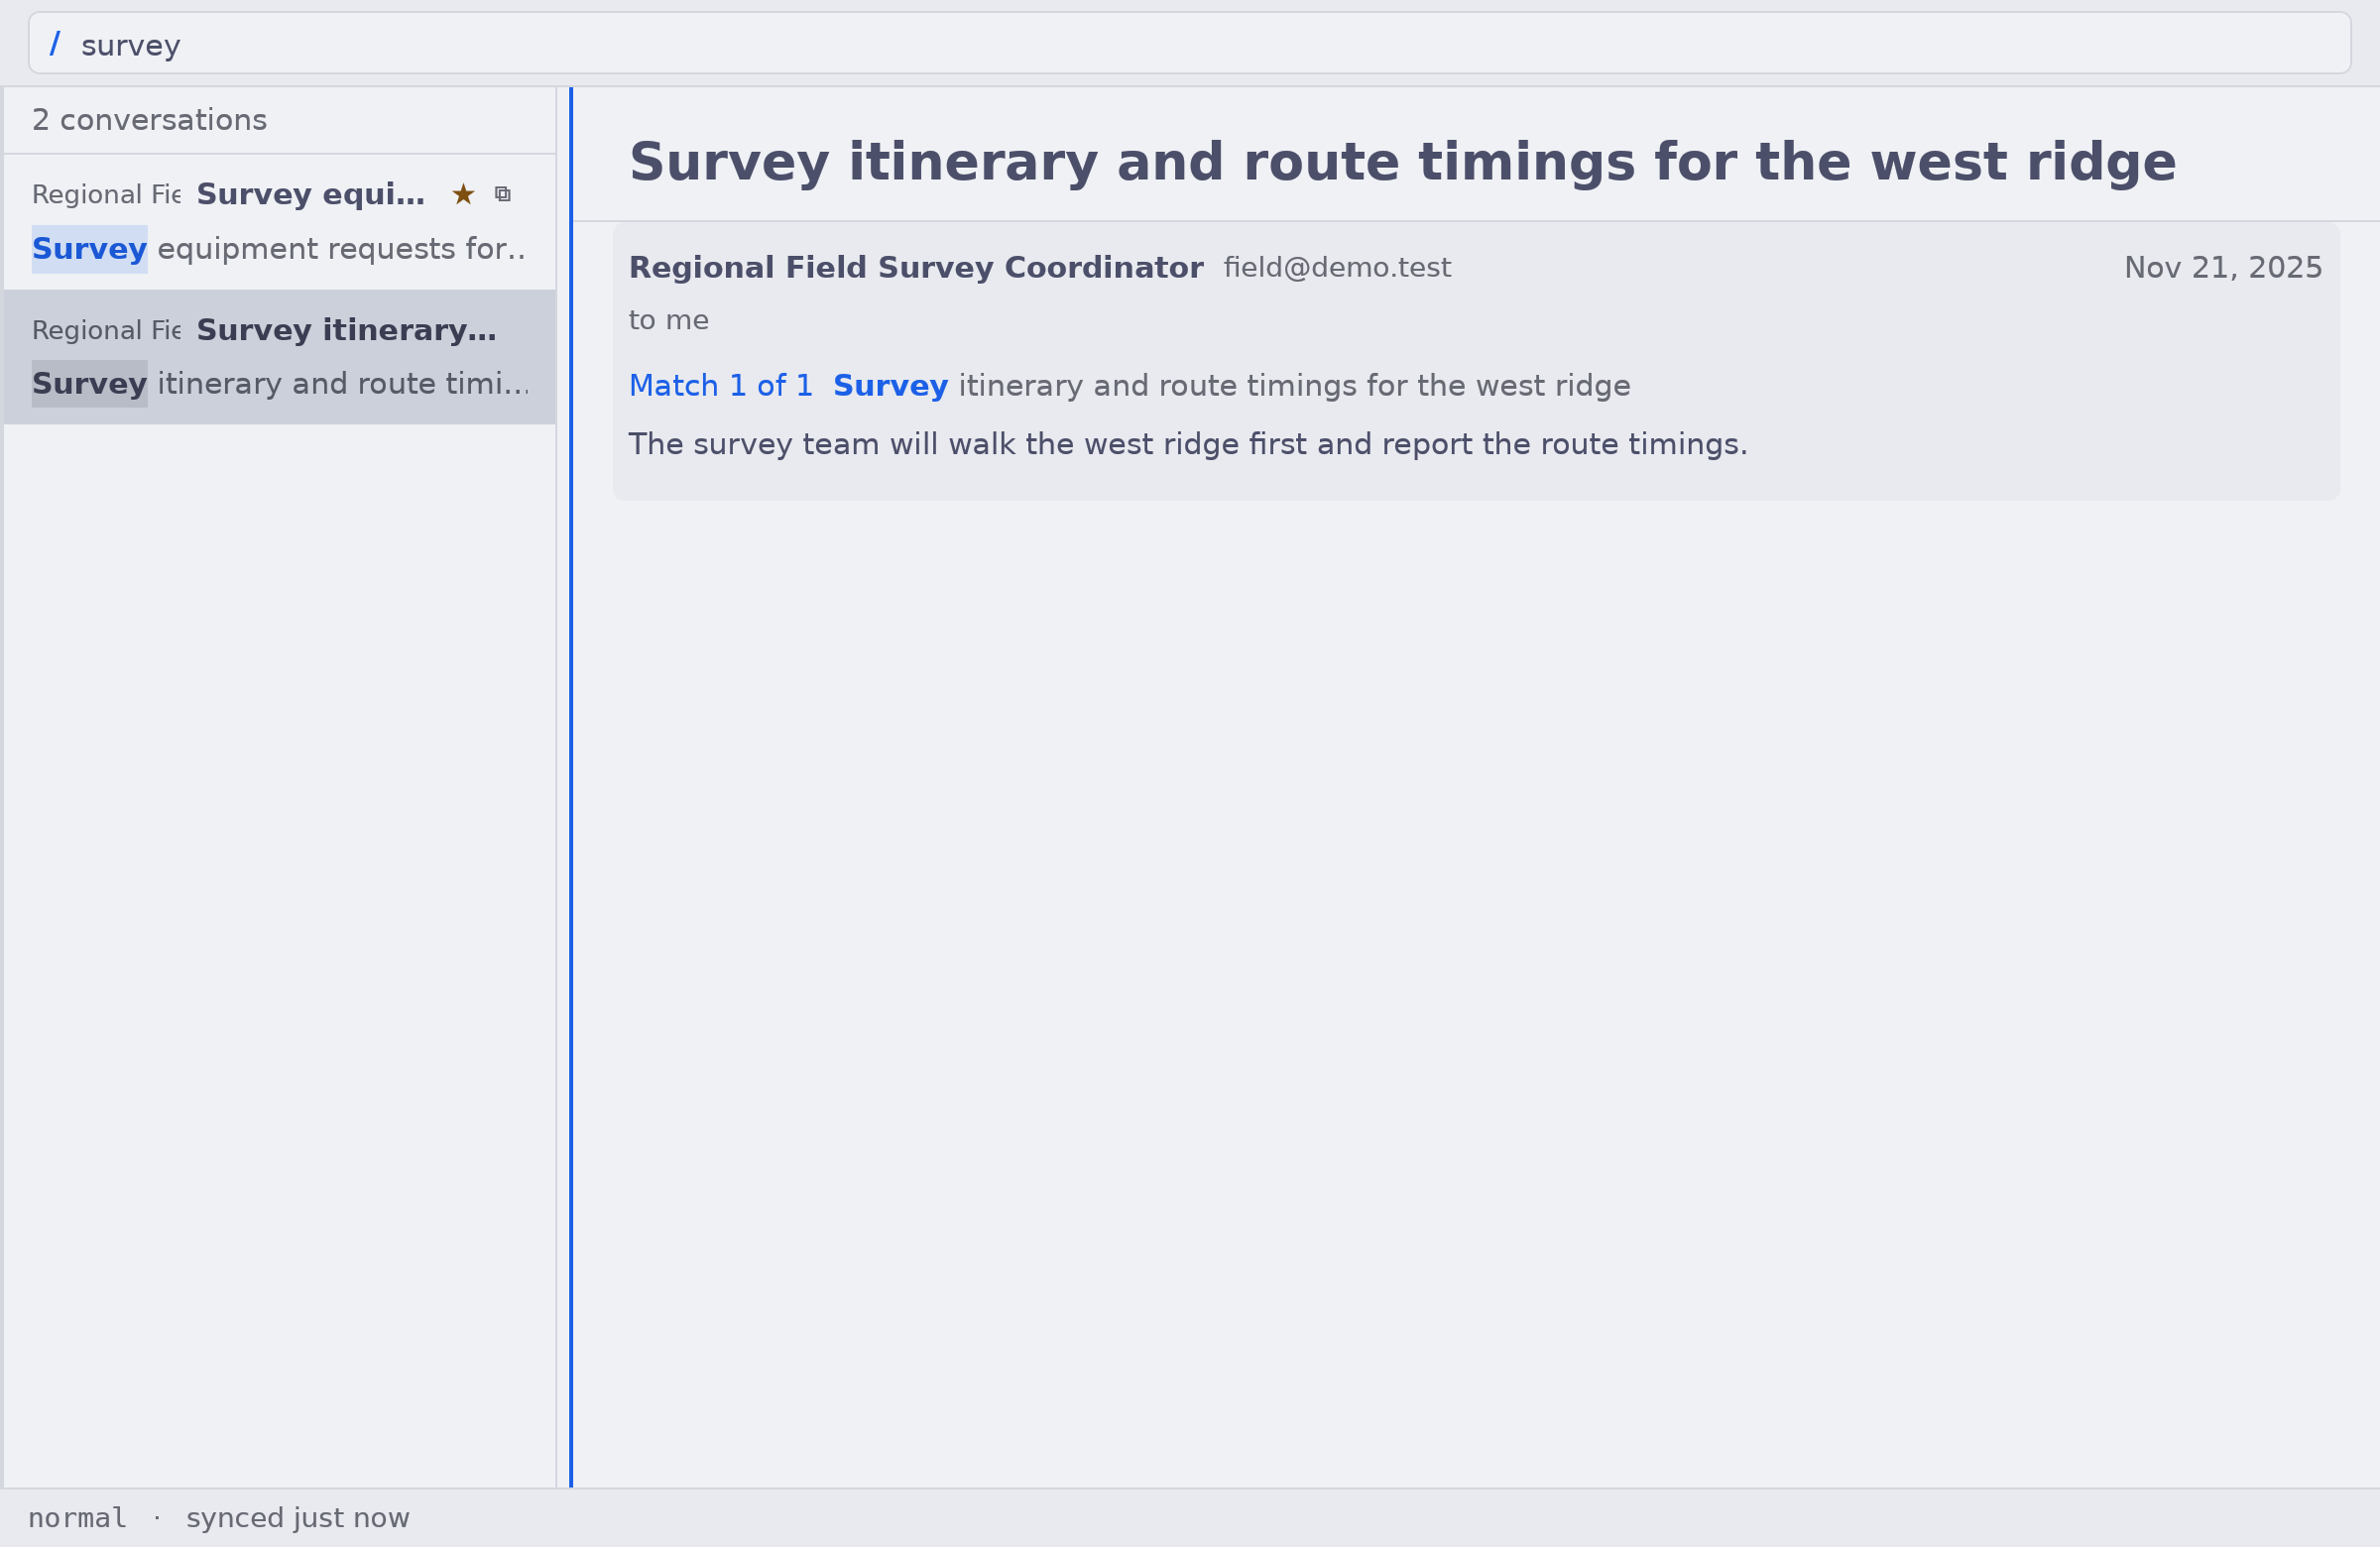 / survey
2 conversations
Regional Fie Survey equi… ★
Survey equipment requests for..
Regional Fie Survey itinerary…
Survey itinerary and route timi…
Survey itinerary and route timings for the west ridge
Regional Field Survey Coordinator field@demo.test Nov 21, 2025
to me
Match 1 of 1 Survey itinerary and route timings for the west ridge
The survey team will walk the west ridge first and report the route timings.
normal · synced just now